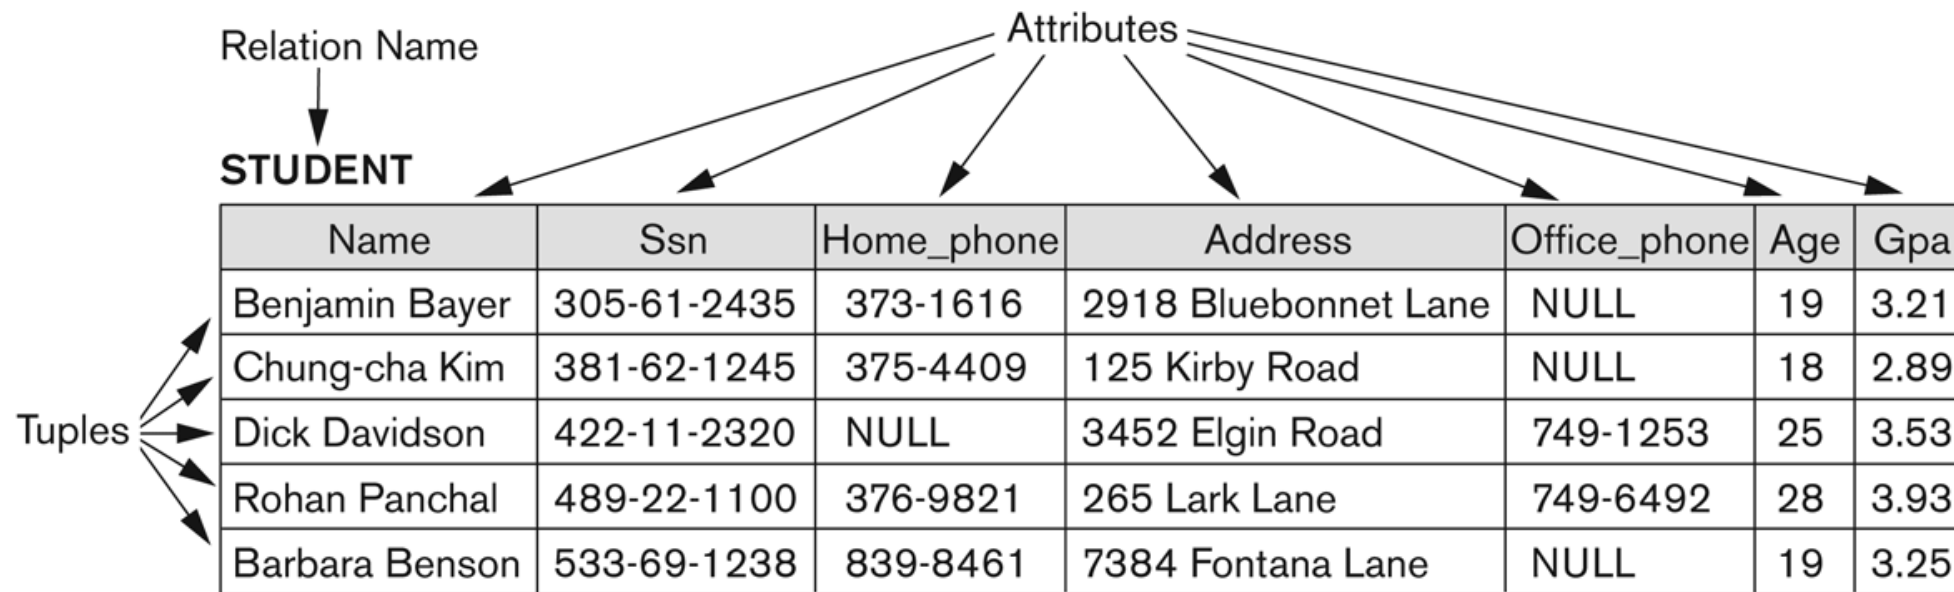 Attributes
Relation Name
STUDENT
Name Ssn Home_phone Address Office_phone Age Gpa
Benjamin Bayer 305-61-2435 373-1616 2918 Bluebonnet Lane NULL 19 3.21
Chung-cha Kim 381-62-1245 375-4409 125 Kirby Road NULL 18 2.89
Tuples
Dick Davidson 422-11-2320 NULL 3452 Elgin Road 749-1253 25 3.53
Rohan Panchal 489-22-1100 376-9821 265 Lark Lane 749-6492 28 3.93
Barbara Benson 533-69-1238 839-8461 7384 Fontana Lane NULL 19 3.25